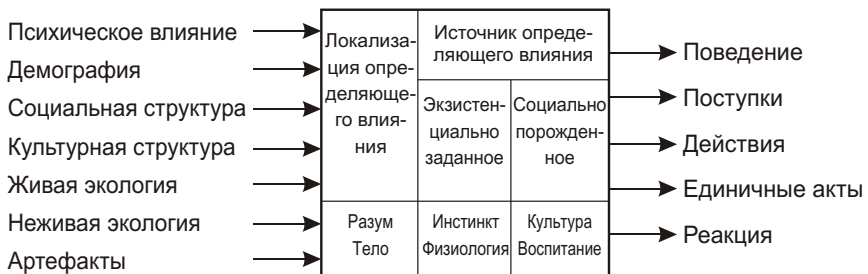 Психическое влияние
Демография
Социальная структура
Культурная структура
Живая экология
Неживая экология
Артефакты
Локализа-
ция опре-
деляюще-
го влия-
ния
Источник опреде-
ляющего влияния
Экзистен-
циально
заданное
Социально
порожден-
ное
Разум
Тело
Инстинкт
Физиология
Культура
Воспитание
Поведение
Поступки
Действия
Единичные акты
Реакция